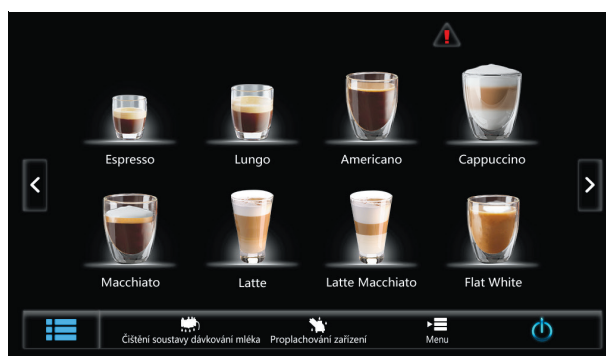 Espresso Lungo Americano Cappuccino
Macchiato Latte Latte Macchiato Flat White
Čištění soustavy dávkování mléka Proplachování zařízení Menu